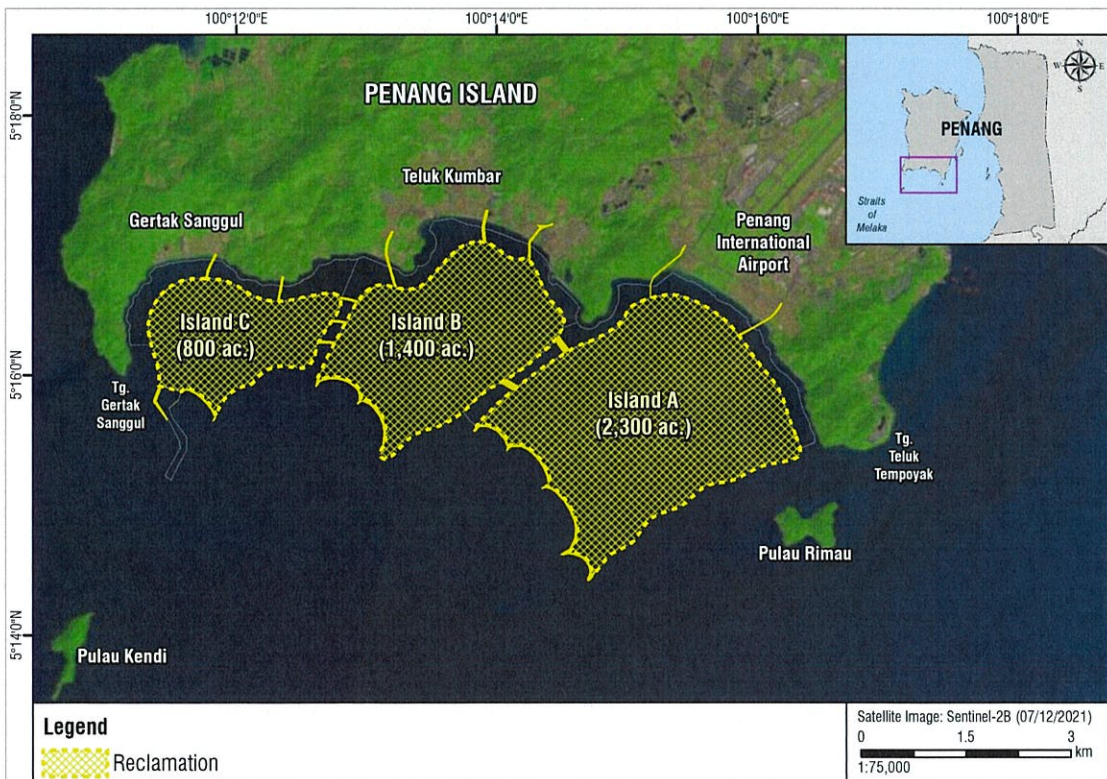 100°12'0"E
100°14'0"E
100°16'0"E
100°18'0"E
5°18'0"N
5°16'0"N
5°14'0"N
PENANG ISLAND
Teluk Kumbar
Gertak Sanggul
Penang
International
Airport
Island C
(800 ac.)
Island B
(1,400 ac.)
Island A
(2,300 ac.)
Tg.
Gertak
Sanggul
Tg.
Teluk
Tempoyak
Pulau Rimau
Pulau Kendi
N
W
E
S
PENANG
Straits
of
Melaka
Legend
Reclamation
Satellite Image: Sentinel-2B (07/12/2021)
0 1.5 3
km
1:75,000